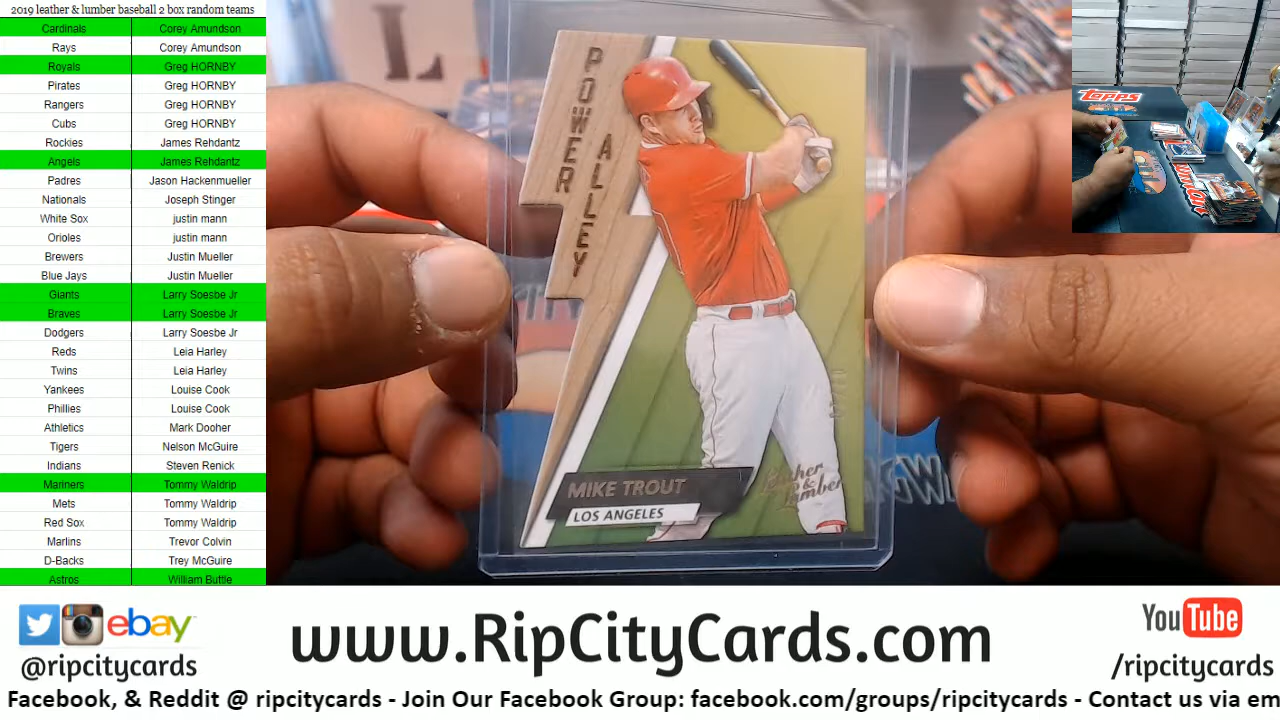 2019 leather & lumber baseball 2 box random teams
Cardinals Corey Amundson
Rays Corey Amundson
Royals Greg HORNBY
Pirates Greg HORNBY
Rangers Greg HORNBY
Cubs Greg HORNBY
Rockies James Rehdantz
Angels James Rehdantz
Padres Jason Hackenmueller
Nationals Joseph Stinger
White Sox justin mann
Orioles justin mann
Brewers Justin Mueller
Blue Jays Justin Mueller
Giants Larry Soesbe Jr
Braves Larry Soesbe Jr
Dodgers Larry Soesbe Jr
Reds Leia Harley
Twins Leia Harley
Yankees Louise Cook
Phillies Louise Cook
Athletics Mark Dooher
Tigers Nelson McGuire
Indians Steven Renick
Mariners Tommy Waldrip
Mets Tommy Waldrip
Red Sox Tommy Waldrip
Marlins Trevor Colvin
D-Backs Trey McGuire
Astros William Buttle
POWER
ALLEY
MIKE TROUT
LOS ANGELES
Leather
&
Lumber
Topps
ebay
@ripcitycards
www.RipCityCards.com
YouTube
/ripcitycards
Facebook, & Reddit @ ripcitycards - Join Our Facebook Group: facebook.com/groups/ripcitycards - Contact us via em